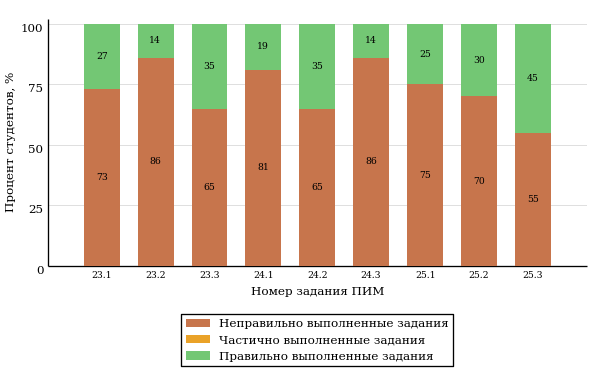 100
75
50
25
0
Процент студентов, %
27 14 35 19 35 14 25 30 45
73 86 65 81 65 86 75 70 55
23.1 23.2 23.3 24.1 24.2 24.3 25.1 25.2 25.3
Номер задания ПИМ
Неправильно выполненные задания
Частично выполненные задания
Правильно выполненные задания